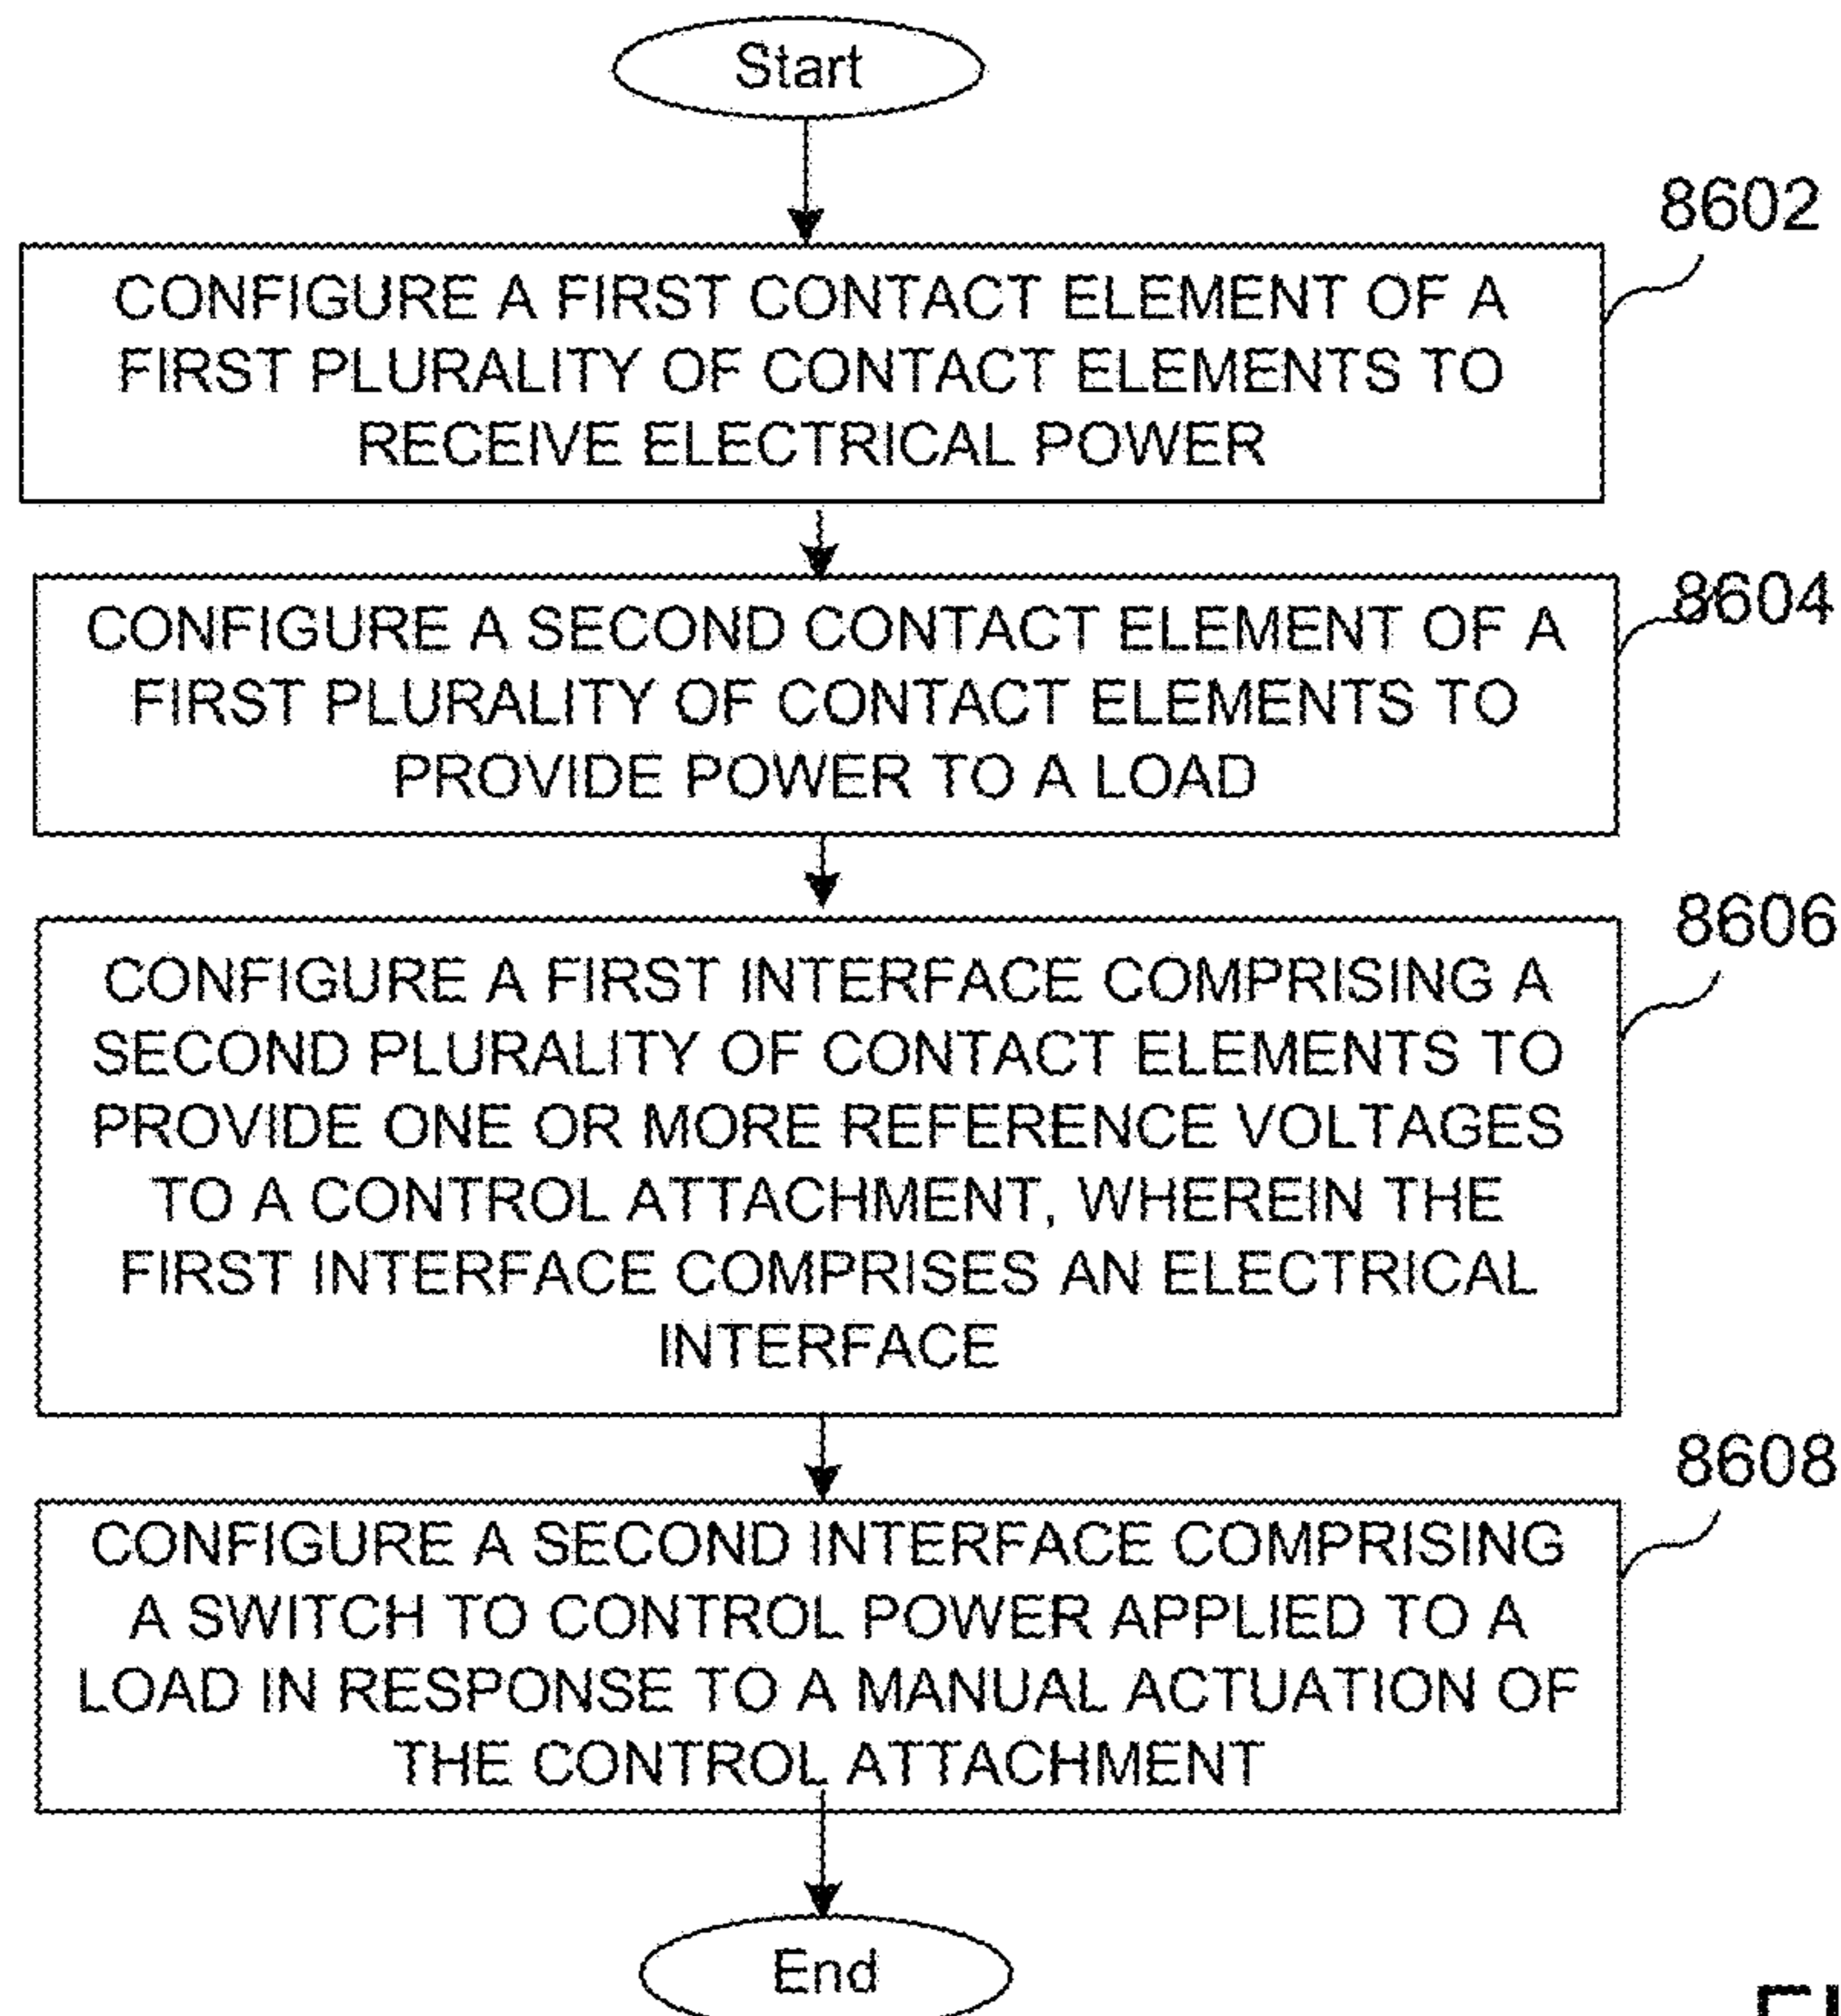 Start
8602
CONFIGURE A FIRST CONTACT ELEMENT OF A
FIRST PLURALITY OF CONTACT ELEMENTS TO
RECEIVE ELECTRICAL POWER
8604
CONFIGURE A SECOND CONTACT ELEMENT OF A
FIRST PLURALITY OF CONTACT ELEMENTS TO
PROVIDE POWER TO A LOAD
8606
CONFIGURE A FIRST INTERFACE COMPRISING A
SECOND PLURALITY OF CONTACT ELEMENTS TO
PROVIDE ONE OR MORE REFERENCE VOLTAGES
TO A CONTROL ATTACHMENT, WHEREIN THE
FIRST INTERFACE COMPRISES AN ELECTRICAL
INTERFACE
8608
CONFIGURE A SECOND INTERFACE COMPRISING
A SWITCH TO CONTROL POWER APPLIED TO A
LOAD IN RESPONSE TO A MANUAL ACTUATION OF
THE CONTROL ATTACHMENT
End